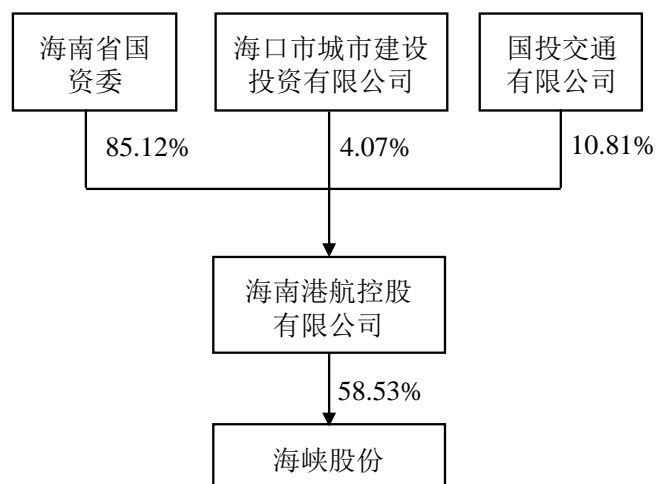 海南省国
资委
海口市城市建设
投资有限公司
国投交通
有限公司
85.12%
4.07%
10.81%
海南港航控股
有限公司
58.53%
海峡股份